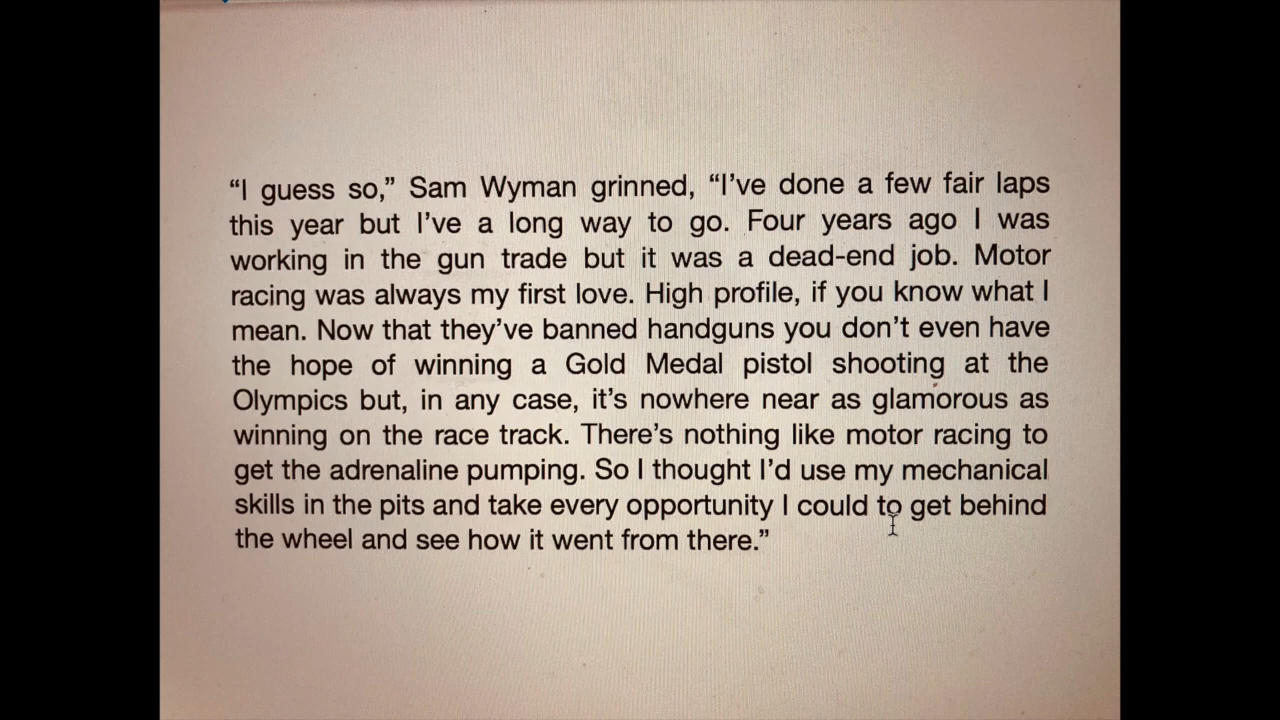 “I guess so,” Sam Wyman grinned, “I’ve done a few fair laps
this year but I’ve a long way to go. Four years ago I was
working in the gun trade but it was a dead-end job. Motor
racing was always my first love. High profile, if you know what I
mean. Now that they’ve banned handguns you don’t even have
the hope of winning a Gold Medal pistol shooting at the
Olympics but, in any case, it’s nowhere near as glamorous as
winning on the race track. There’s nothing like motor racing to
get the adrenaline pumping. So I thought I’d use my mechanical
skills in the pits and take every opportunity I could to get behind
the wheel and see how it went from there.”